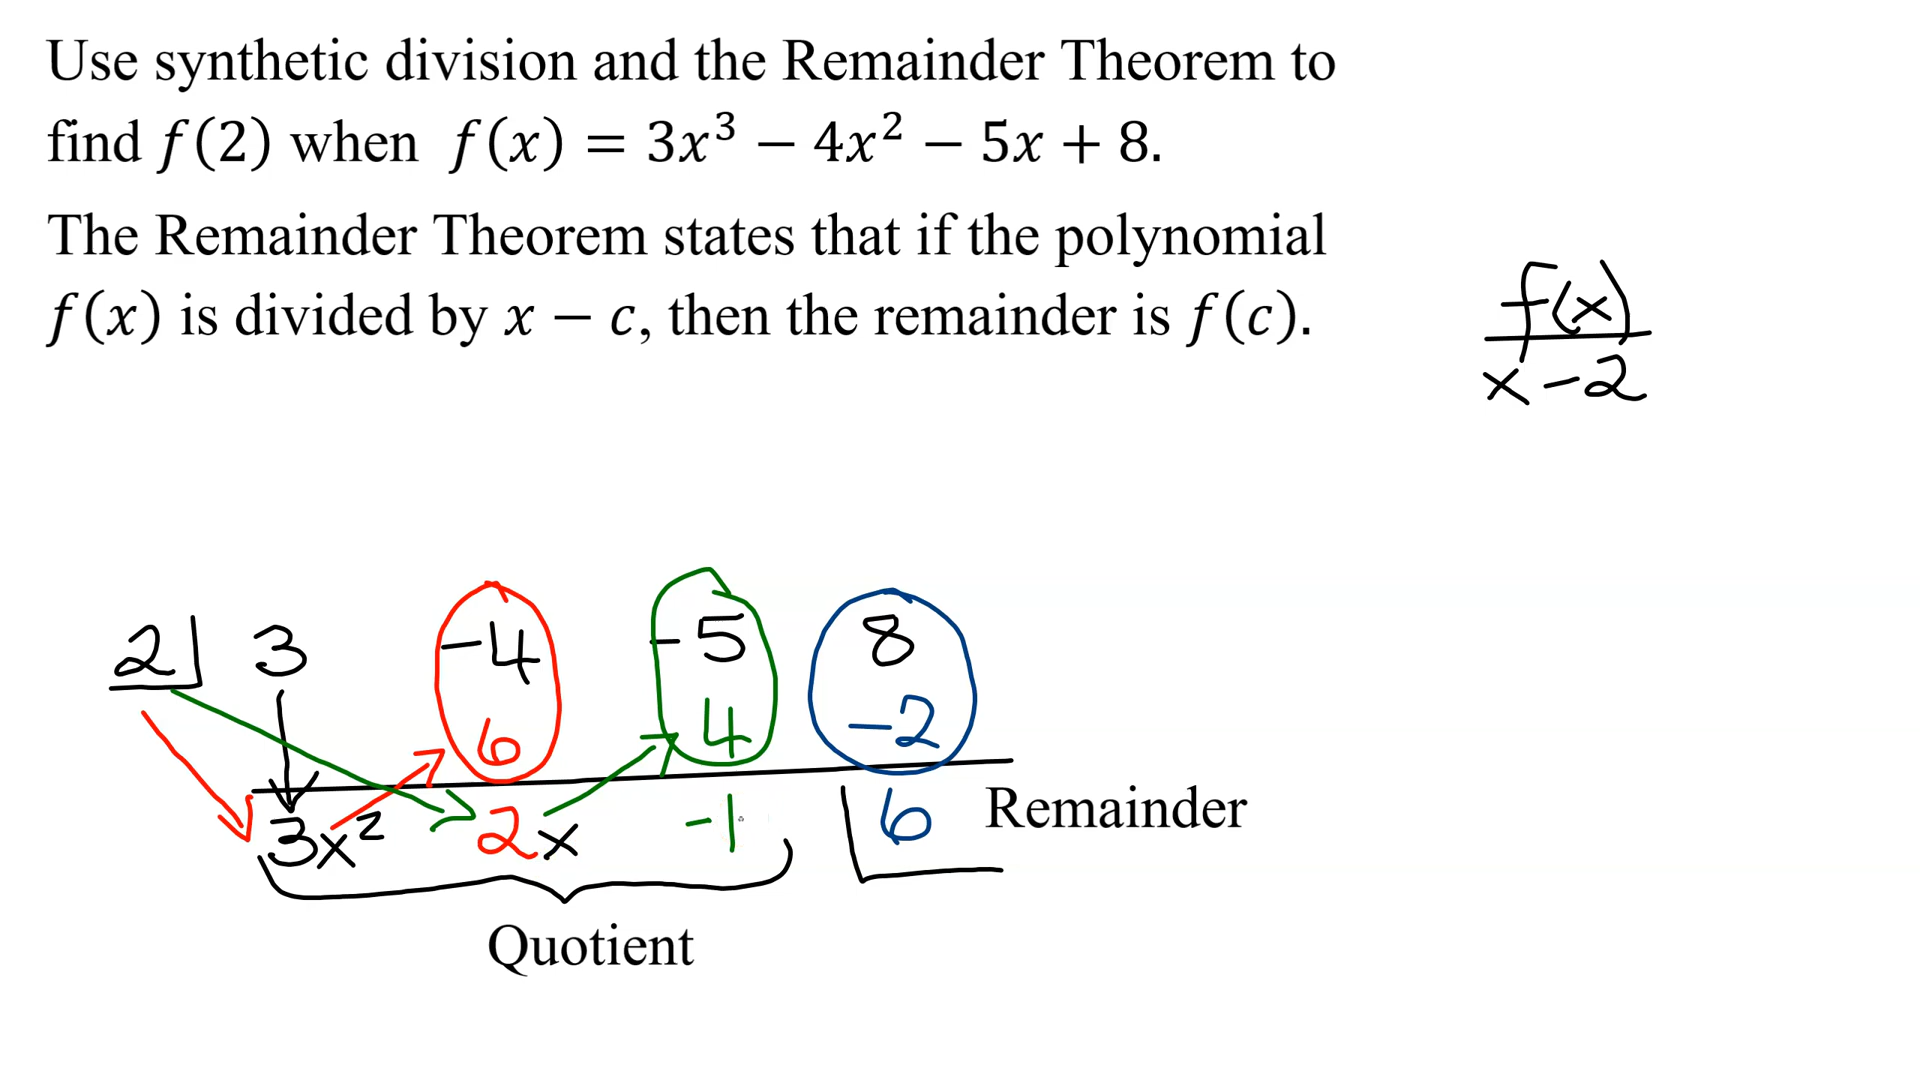 Use synthetic division and the Remainder Theorem to
find f(2) when f(x) = 3x³ − 4x² − 5x + 8.
The Remainder Theorem states that if the polynomial
f(x) is divided by x − c, then the remainder is f(c).
f(x)
x−2
2 3 −4 −5 8
6 4 −2
3x² 2x −1 6 Remainder
Quotient